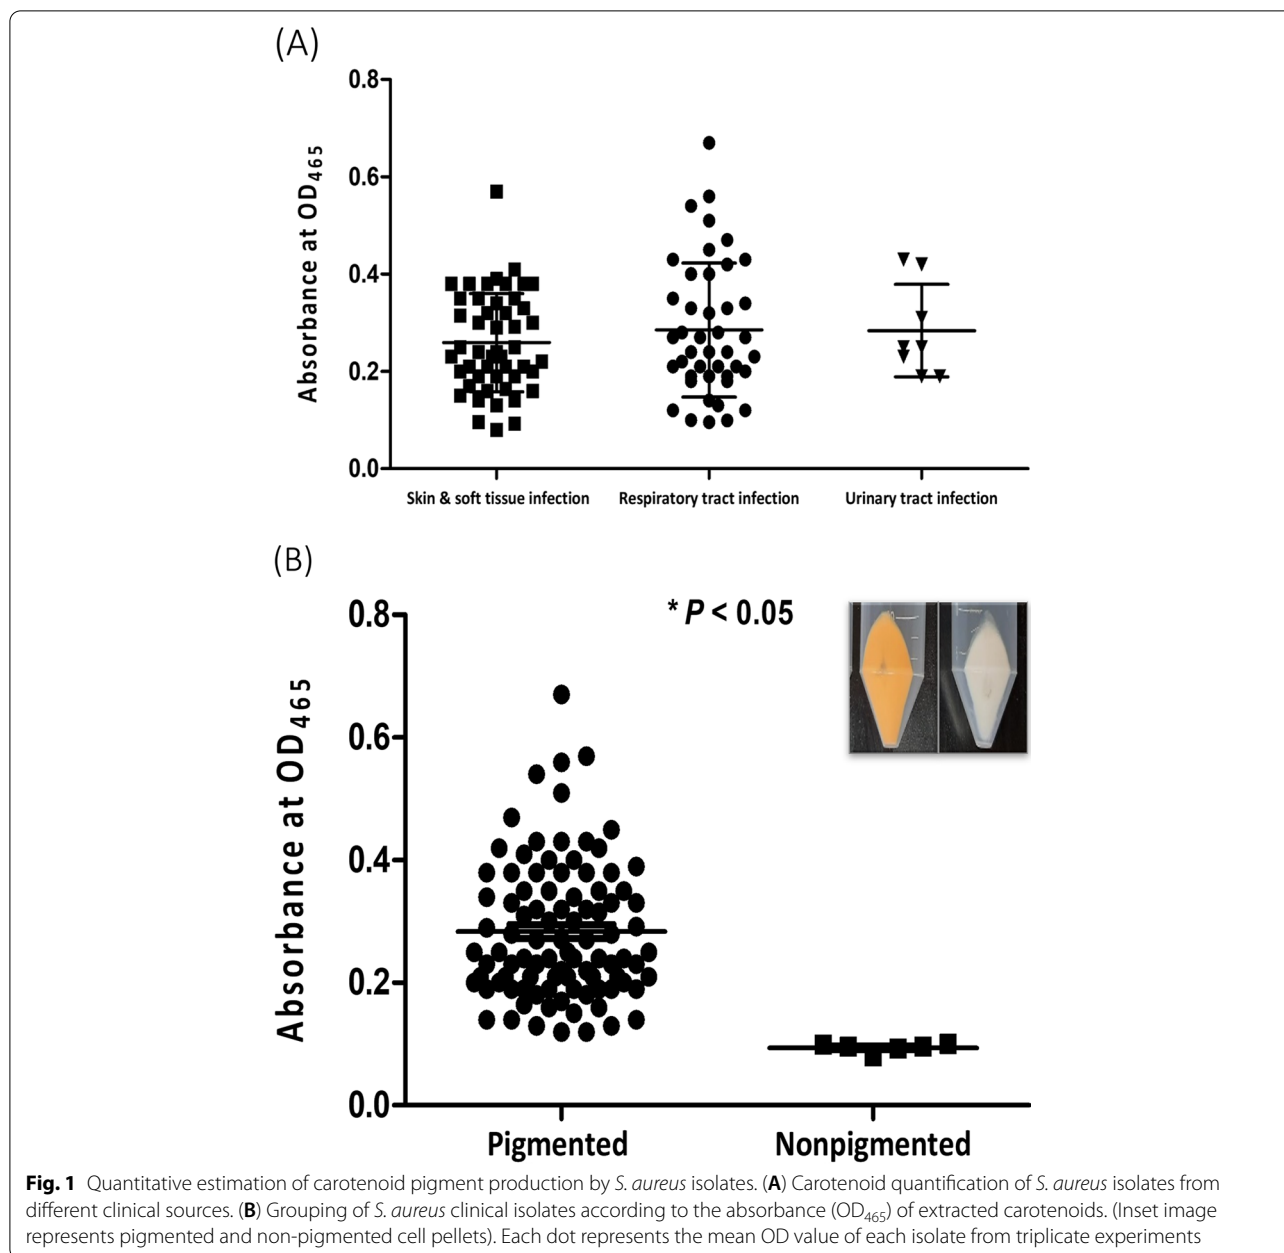 (A)
0.8
0.6
0.4
0.2
0.0
Absorbance at OD465
Skin & soft tissue infection Respiratory tract infection Urinary tract infection
(B)
* P < 0.05
0.8
0.6
0.4
0.2
0.0
Absorbance at OD465
Pigmented Nonpigmented
Fig. 1 Quantitative estimation of carotenoid pigment production by S. aureus isolates. (A) Carotenoid quantification of S. aureus isolates from
different clinical sources. (B) Grouping of S. aureus clinical isolates according to the absorbance (OD465) of extracted carotenoids. (Inset image
represents pigmented and non-pigmented cell pellets). Each dot represents the mean OD value of each isolate from triplicate experiments